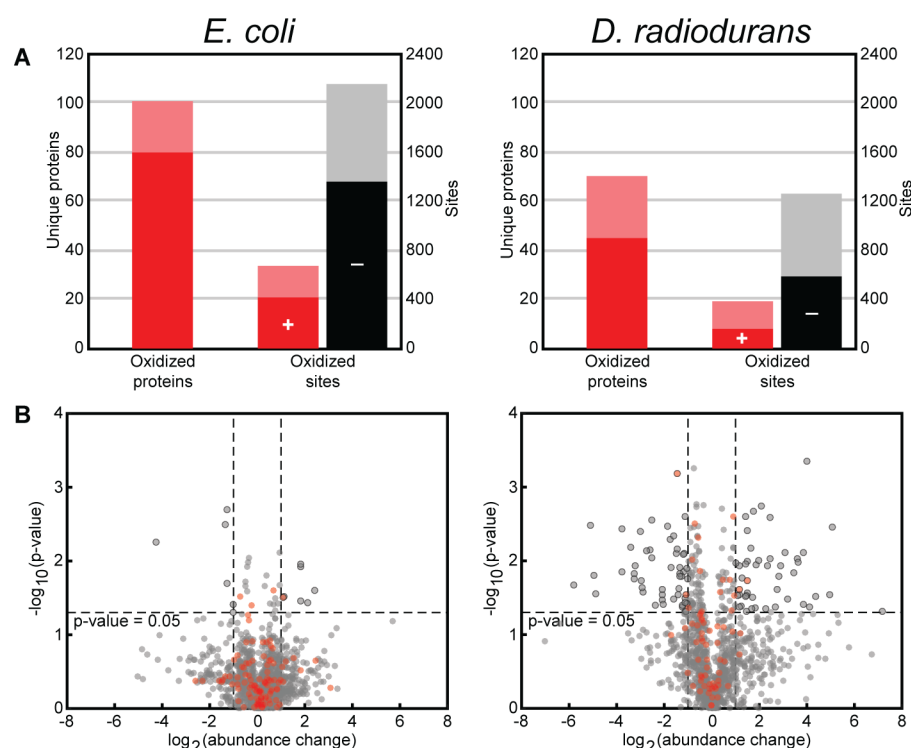 E. coli
D. radiodurans
A
120
100
80
60
40
20
0
Unique proteins
2400
2000
1600
1200
800
400
0
Sites
+
−
Oxidized
proteins
Oxidized
sites
120
100
80
60
40
20
0
Unique proteins
2400
2000
1600
1200
800
400
0
Sites
+
−
Oxidized
proteins
Oxidized
sites
B
4
3
2
1
0
-log10(p-value)
p-value = 0.05
-8 -6 -4 -2 0 2 4 6 8
log2(abundance change)
4
3
2
1
0
-log10(p-value)
p-value = 0.05
-8 -6 -4 -2 0 2 4 6 8
log2(abundance change)